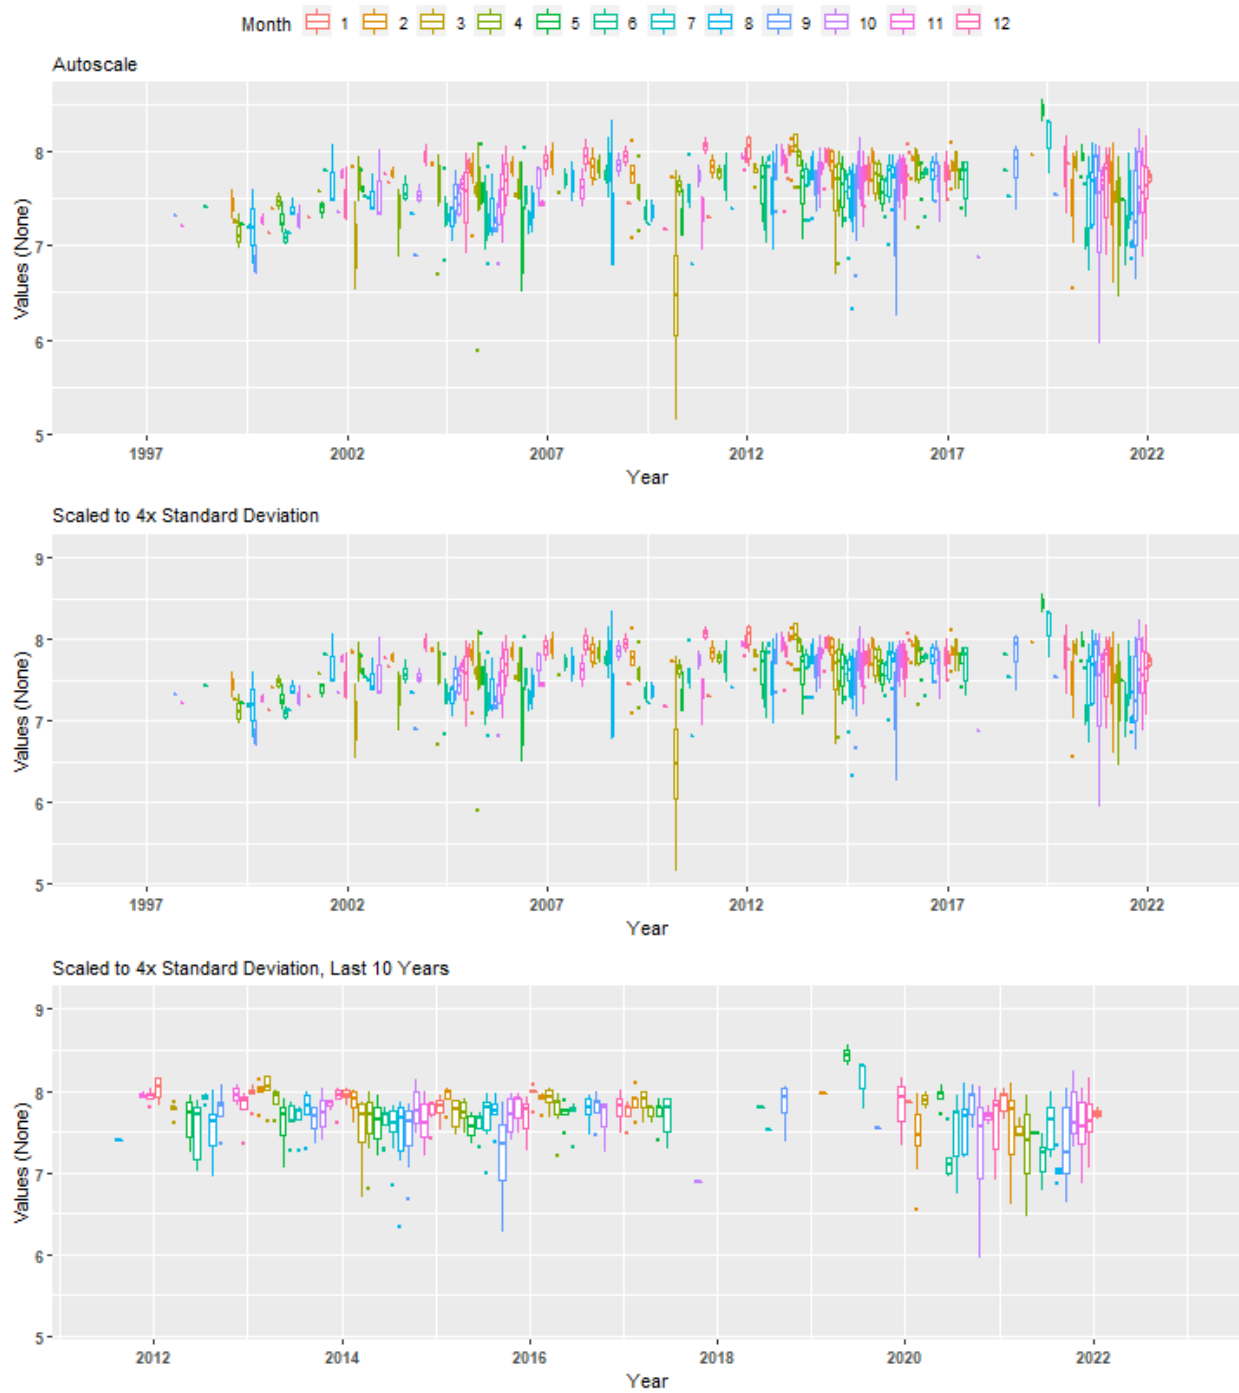 Month 1 2 3 4 5 6 7 8 9 10 11 12
Autoscale
8
7
6
5
Values (None)
1997 2002 2007 2012 2017 2022
Year
Scaled to 4x Standard Deviation
9
8
7
6
5
Values (None)
1997 2002 2007 2012 2017 2022
Year
Scaled to 4x Standard Deviation, Last 10 Years
9
8
7
6
5
Values (None)
2012 2014 2016 2018 2020 2022
Year